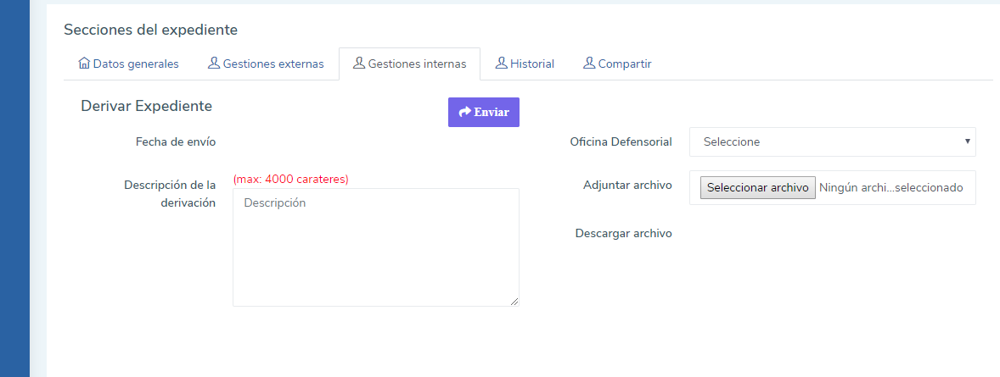 Secciones del expediente
Datos generales
Gestiones externas
Gestiones internas
Historial
Compartir
Derivar Expediente
Enviar
Fecha de envío
Oficina Defensorial
Seleccione
Descripción de la
derivación
(max: 4000 carateres)
Descripción
Adjuntar archivo
Seleccionar archivo Ningún archi...seleccionado
Descargar archivo